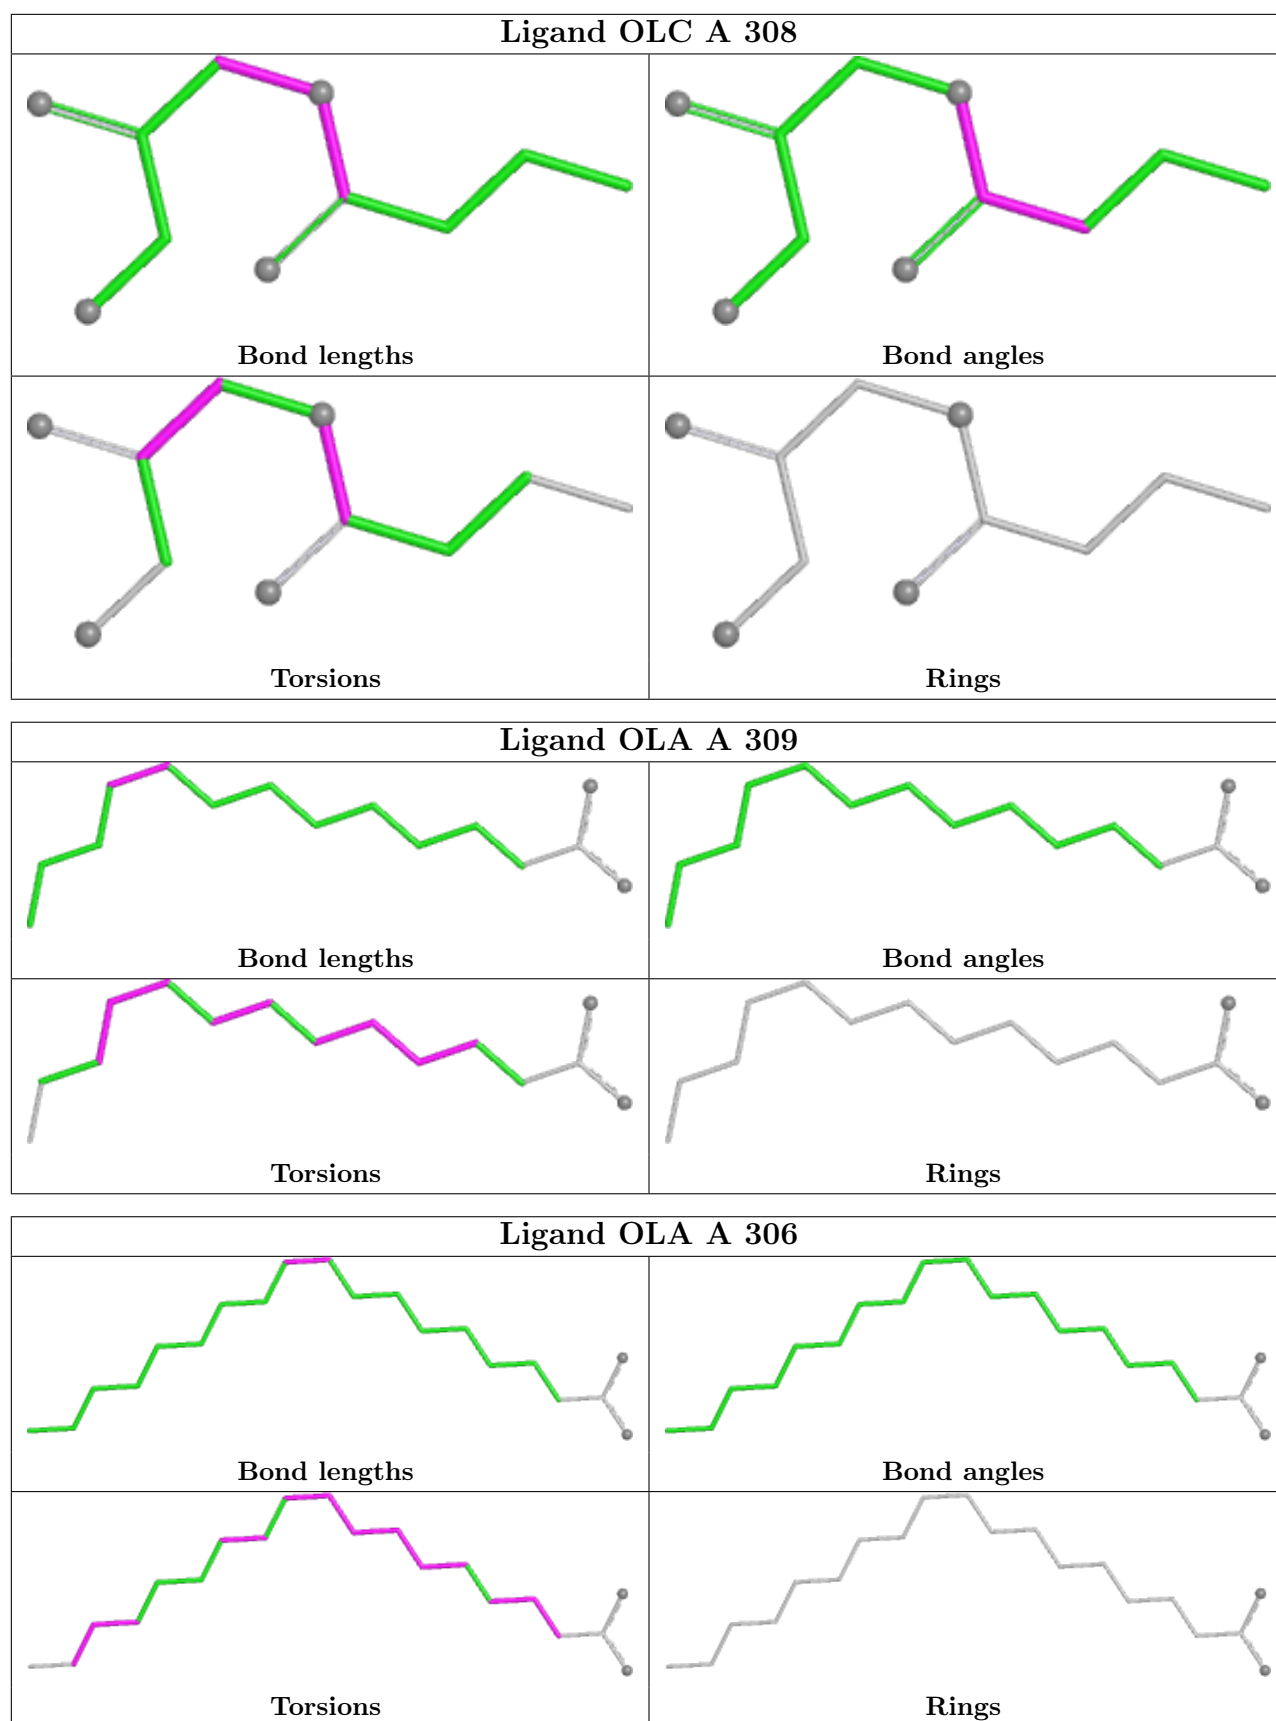 Ligand OLC A 308
Bond lengths
Bond angles
Torsions
Rings
Ligand OLA A 309
Bond lengths
Bond angles
Torsions
Rings
Ligand OLA A 306
Bond lengths
Bond angles
Torsions
Rings